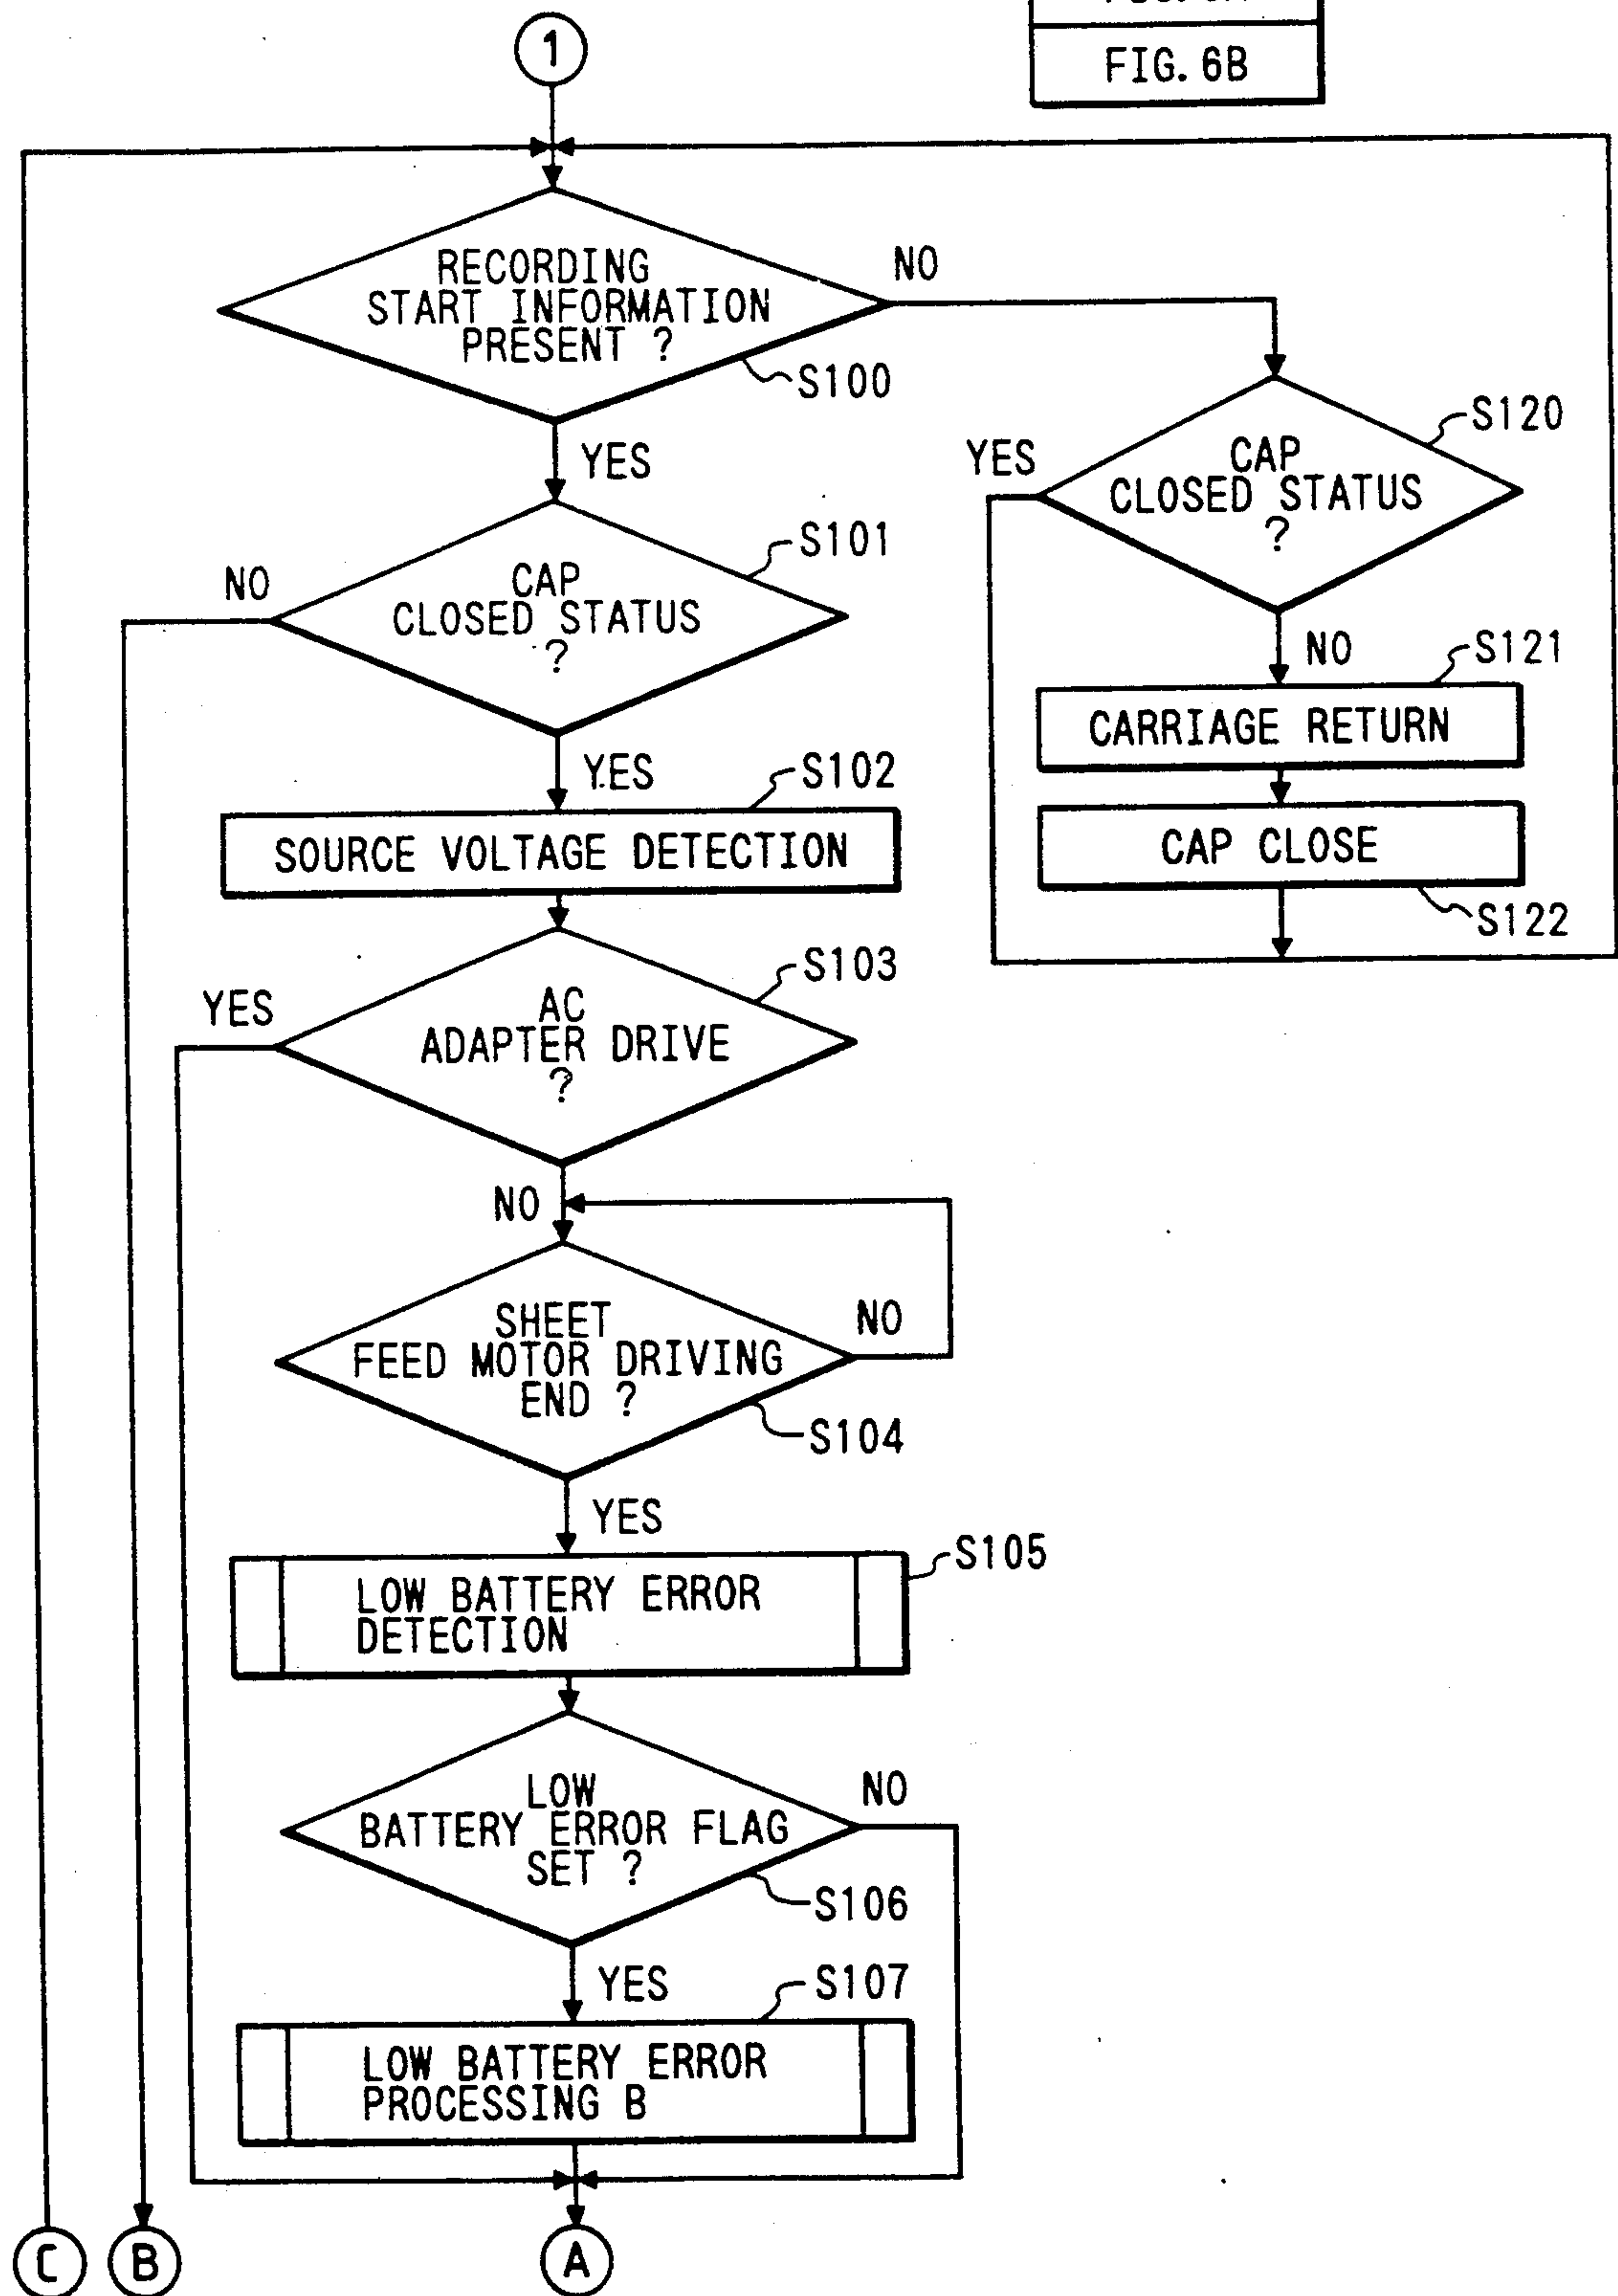 FIG. 6B
1
RECORDING
START INFORMATION
PRESENT ?
NO
S100
YES
S120
CAP
CLOSED STATUS
?
YES
S101
CAP
CLOSED STATUS
?
NO
NO
S121
CARRIAGE RETURN
YES
S102
SOURCE VOLTAGE DETECTION
CAP CLOSE
S122
S103
YES
AC
ADAPTER DRIVE
?
NO
SHEET
FEED MOTOR DRIVING
END ?
NO
S104
YES
S105
LOW BATTERY ERROR
DETECTION
LOW
BATTERY ERROR FLAG
SET ?
NO
S106
YES
S107
LOW BATTERY ERROR
PROCESSING B
C
B
A